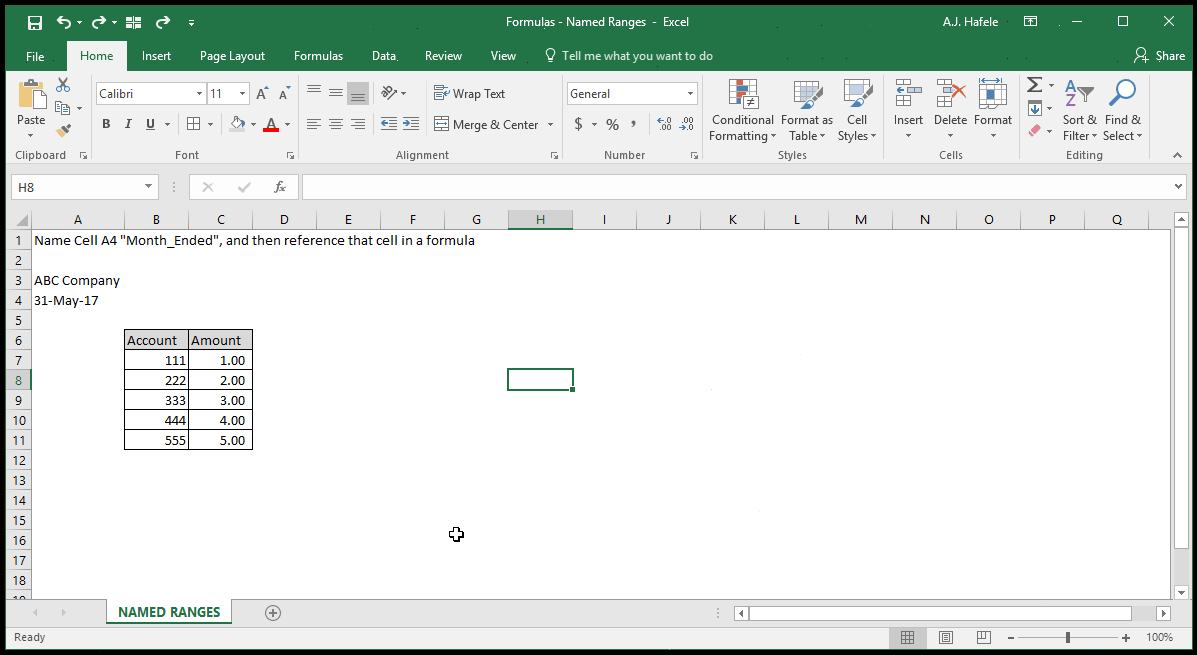 Formulas - Named Ranges - Excel
A.J. Hafele
File Home Insert Page Layout Formulas Data Review View Tell me what you want to do Share
Calibri 11 A A Wrap Text General Conditional Formatting Format as Table Cell Styles Insert Delete Format Σ A Z Sort & Filter Find & Select
Paste B I U A Merge & Center $ % , .0 .00 .00 .0
Clipboard Font Alignment Number Styles Cells Editing
H8 fx
A B C D E F G H I J K L M N O P Q
1 Name Cell A4 "Month_Ended", and then reference that cell in a formula
2
3 ABC Company
4 31-May-17
5
6 Account Amount
7 111 1.00
8 222 2.00
9 333 3.00
10 444 4.00
11 555 5.00
12
13
14
15
16
17
18
19
NAMED RANGES
Ready 100%